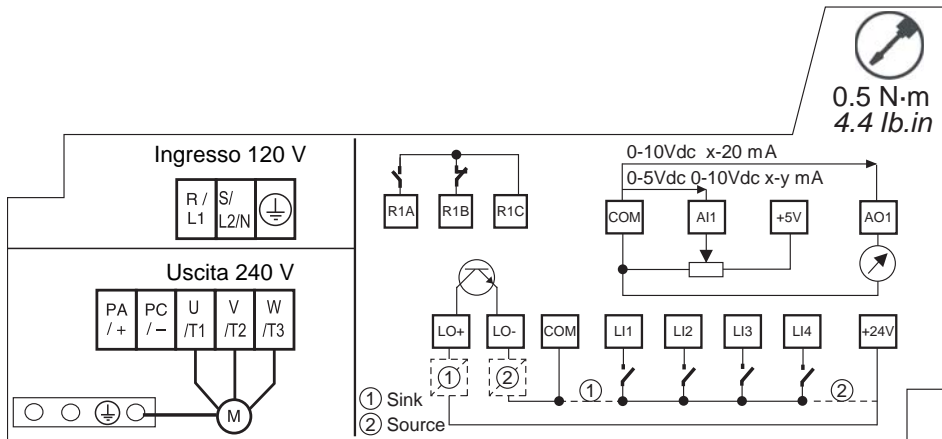 0.5 N·m
4.4 lb.in
Ingresso 120 V
R / L1
S/ L2/N
0-10Vdc x-20 mA
0-5Vdc 0-10Vdc x-y mA
R1A R1B R1C
COM AI1 +5V AO1
Uscita 240 V
PA / +
PC / −
U /T1
V /T2
W /T3
LO+ LO- COM LI1 LI2 LI3 LI4 +24V
① ②
① ②
① Sink
② Source
M